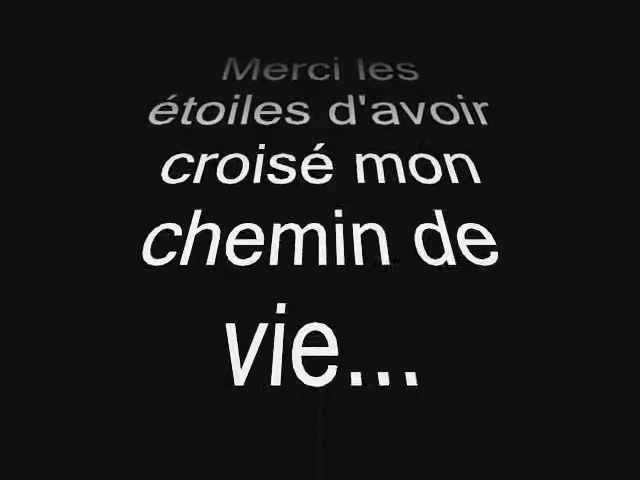 Merci les
étoiles d'avoir
croisé mon
chemin de
vie...